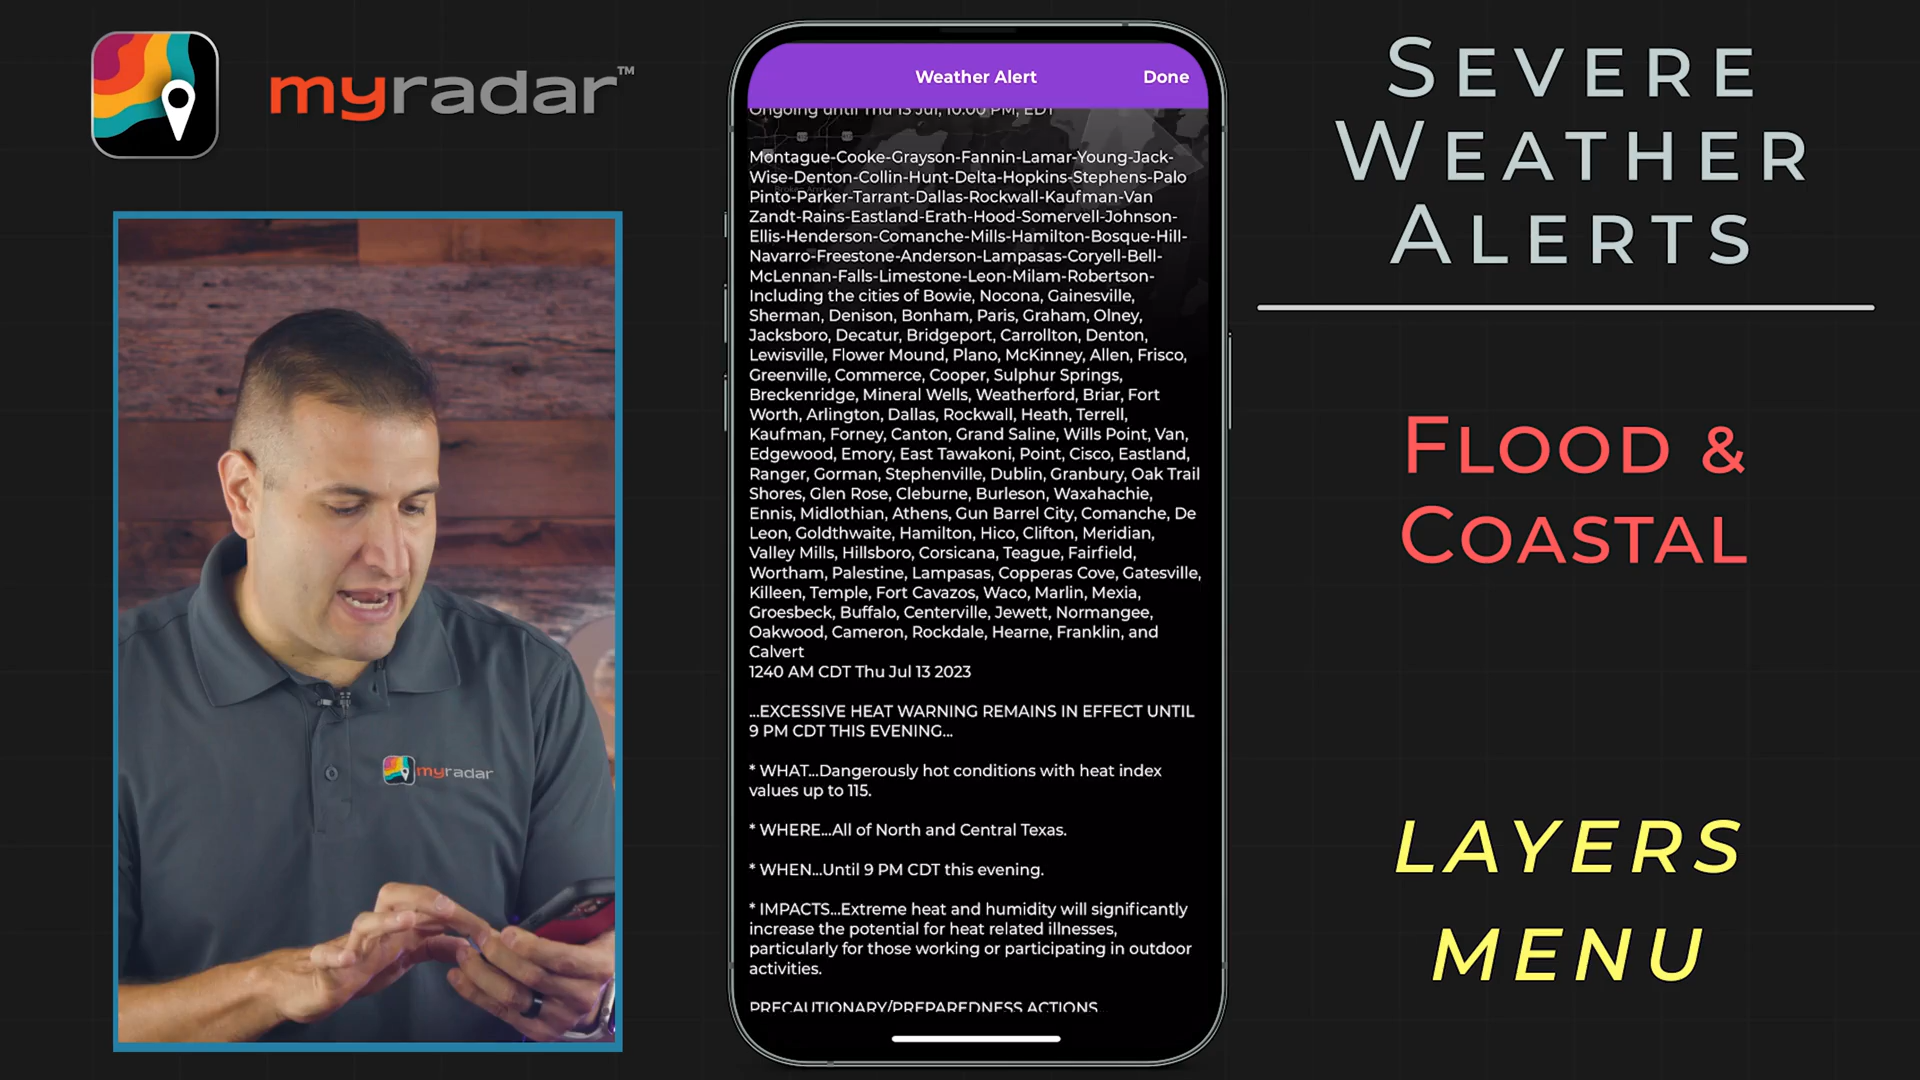 myradar™
Severe
Weather
Alerts
Weather Alert
Done
Ongoing until Thu 13 Jul, 10:00 PM, EDT
Montague-Cooke-Grayson-Fannin-Lamar-Young-Jack-
Wise-Denton-Collin-Hunt-Delta-Hopkins-Stephens-Palo
Pinto-Parker-Tarrant-Dallas-Rockwall-Kaufman-Van
Zandt-Rains-Eastland-Erath-Hood-Somervell-Johnson-
Ellis-Henderson-Comanche-Mills-Hamilton-Bosque-Hill-
Navarro-Freestone-Anderson-Lampasas-Coryell-Bell-
McLennan-Falls-Limestone-Leon-Milam-Robertson-
Including the cities of Bowie, Nocona, Gainesville,
Sherman, Denison, Bonham, Paris, Graham, Olney,
Jacksboro, Decatur, Bridgeport, Carrollton, Denton,
Lewisville, Flower Mound, Plano, McKinney, Allen, Frisco,
Greenville, Commerce, Cooper, Sulphur Springs,
Breckenridge, Mineral Wells, Weatherford, Briar, Fort
Worth, Arlington, Dallas, Rockwall, Heath, Terrell,
Kaufman, Forney, Canton, Grand Saline, Wills Point, Van,
Edgewood, Emory, East Tawakoni, Point, Cisco, Eastland,
Ranger, Gorman, Stephenville, Dublin, Granbury, Oak Trail
Shores, Glen Rose, Cleburne, Burleson, Waxahachie,
Ennis, Midlothian, Athens, Gun Barrel City, Comanche, De
Leon, Goldthwaite, Hamilton, Hico, Clifton, Meridian,
Valley Mills, Hillsboro, Corsicana, Teague, Fairfield,
Wortham, Palestine, Lampasas, Copperas Cove, Gatesville,
Killeen, Temple, Fort Cavazos, Waco, Marlin, Mexia,
Groesbeck, Buffalo, Centerville, Jewett, Normangee,
Oakwood, Cameron, Rockdale, Hearne, Franklin, and
Calvert
1240 AM CDT Thu Jul 13 2023
...EXCESSIVE HEAT WARNING REMAINS IN EFFECT UNTIL
9 PM CDT THIS EVENING...
* WHAT...Dangerously hot conditions with heat index
values up to 115.
* WHERE...All of North and Central Texas.
* WHEN...Until 9 PM CDT this evening.
* IMPACTS...Extreme heat and humidity will significantly
increase the potential for heat related illnesses,
particularly for those working or participating in outdoor
activities.
PRECAUTIONARY/PREPAREDNESS ACTIONS
Flood &
Coastal
LAYERS
MENU
myradar